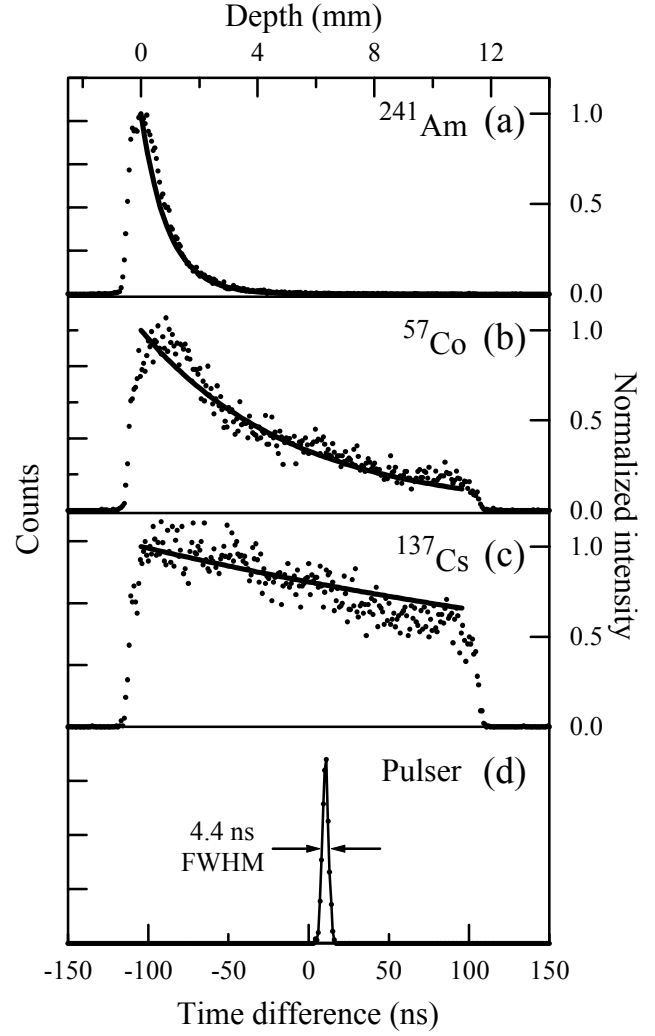 Depth (mm)
0 4 8 12
²⁴¹Am (a)
1.0
0.5
0.0
⁵⁷Co (b)
1.0
0.5
0.0
¹³⁷Cs (c)
1.0
0.5
0.0
Counts
Normalized intensity
Pulser (d)
4.4 ns
FWHM
-150 -100 -50 0 50 100 150
Time difference (ns)